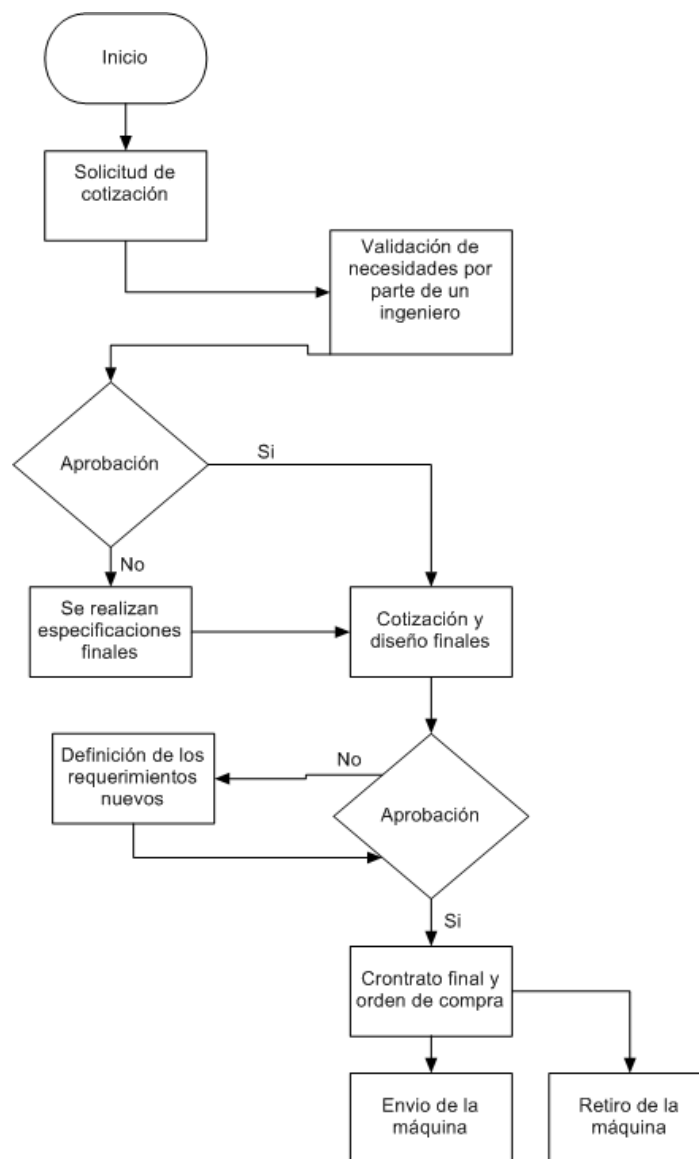 Inicio
Solicitud de
cotización
Validación de
necesidades por
parte de un
ingeniero
Aprobación
Si
No
Se realizan
especificaciones
finales
Cotización y
diseño finales
Definición de los
requerimientos
nuevos
No
Aprobación
Si
Crontrato final y
orden de compra
Envio de la
máquina
Retiro de la
máquina